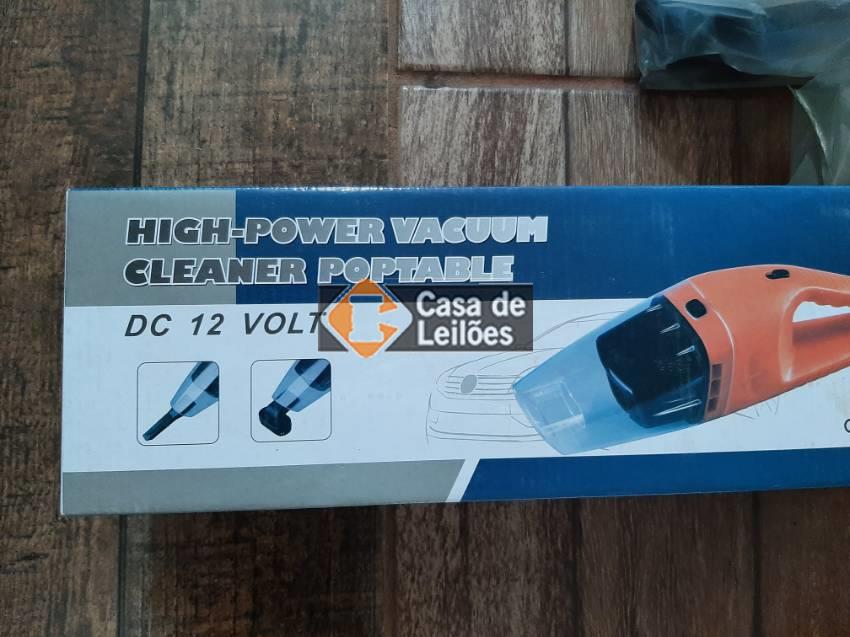 HIGH-POWER VACUUM
CLEANER POPTABLE
DC 12 VOLT
Casa de
Leilões